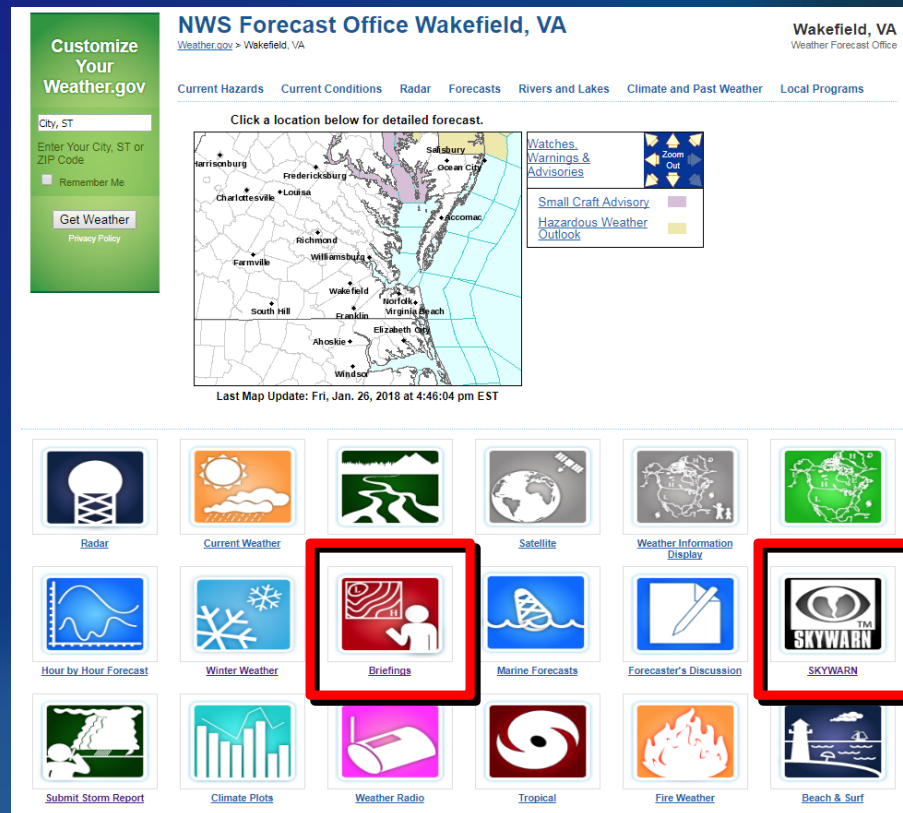 NWS Forecast Office Wakefield, VA
Weather.gov > Wakefield, VA
Wakefield, VA
Weather Forecast Office
Customize
Your
Weather.gov
City, ST
Enter Your City, ST or
ZIP Code
Remember Me
Get Weather
Privacy Policy
Current Hazards Current Conditions Radar Forecasts Rivers and Lakes Climate and Past Weather Local Programs
Click a location below for detailed forecast.
Salisbury
Harrisonburg
Ocean City
Fredericksburg
Charlottesville
Louisa
Accomac
Richmond
Williamsburg
Farmville
Wakefield
Norfolk
South Hill
Franklin
Virginia Beach
Elizabeth City
Ahoskie
Windsor
Last Map Update: Fri, Jan. 26, 2018 at 4:46:04 pm EST
Watches,
Warnings &
Advisories
Zoom
Out
Small Craft Advisory
Hazardous Weather
Outlook
Radar
Current Weather
Satellite
Weather Information
Display
L
H
TM
SKYWARN
Hour by Hour Forecast
Winter Weather
Briefings
Marine Forecasts
Forecaster's Discussion
SKYWARN
Submit Storm Report
Climate Plots
Weather Radio
Tropical
Fire Weather
Beach & Surf